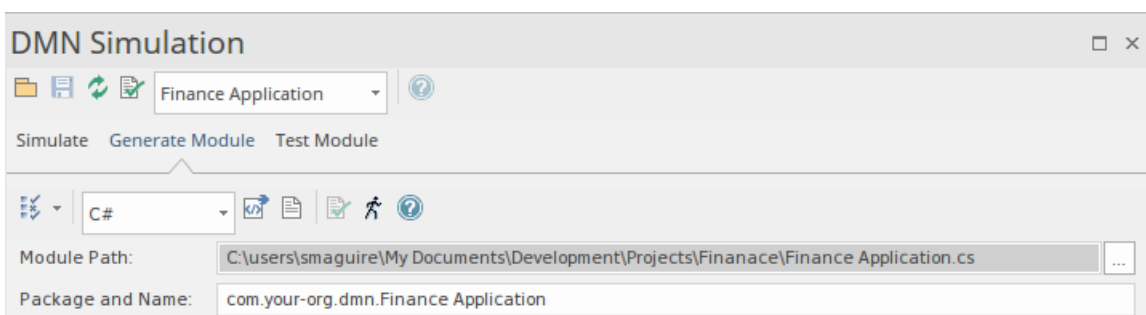 DMN Simulation
Finance Application
Simulate Generate Module Test Module
C#
Module Path: C:\users\smaguire\My Documents\Development\Projects\Finanace\Finance Application.cs ...
Package and Name: com.your-org.dmn.Finance Application